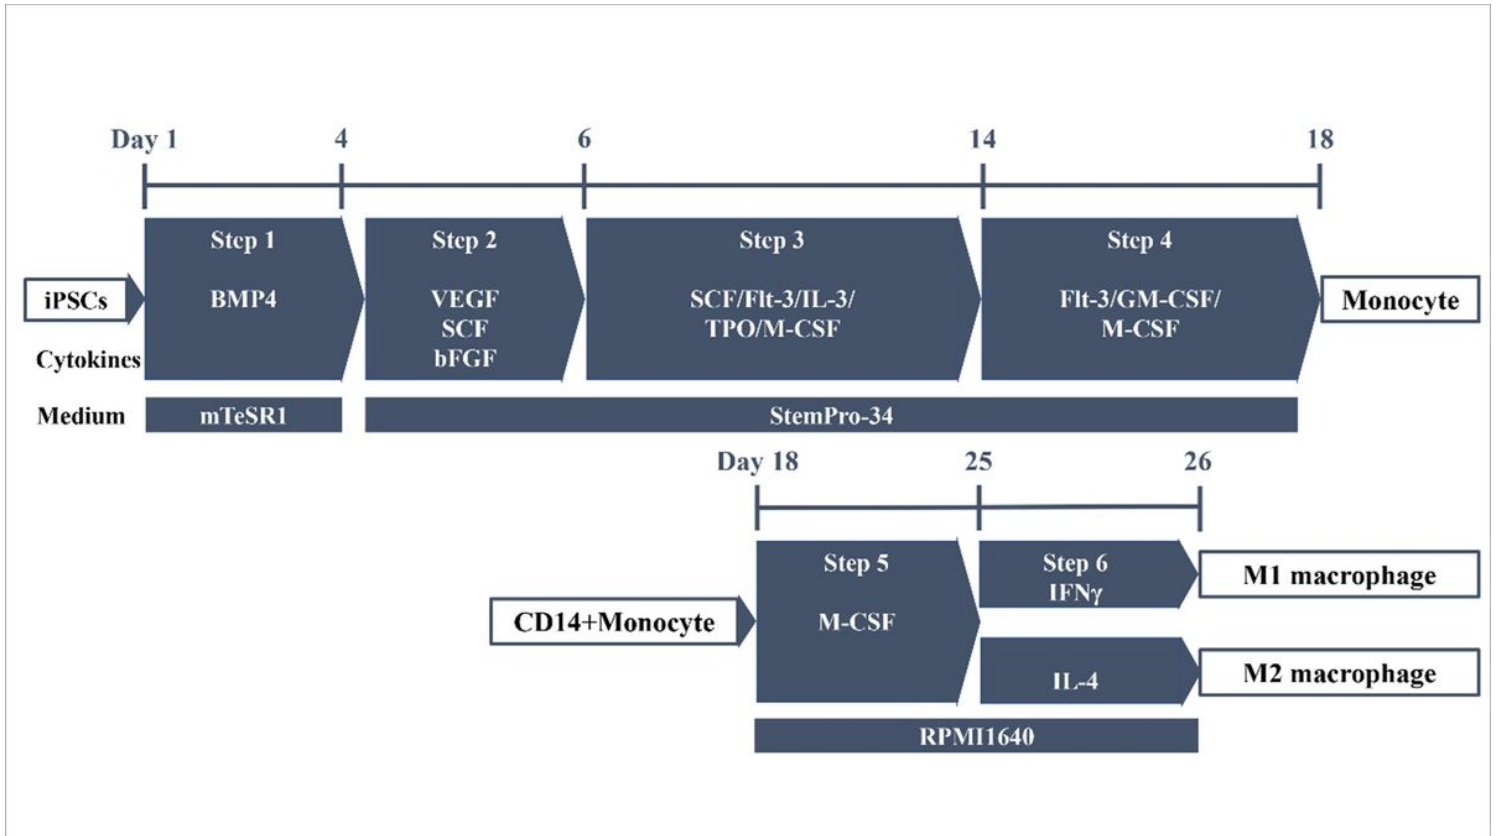 Day 1 4 6 14 18
Step 1 Step 2 Step 3 Step 4
iPSCs BMP4 VEGF SCF/Flt-3/IL-3/ Flt-3/GM-CSF/ Monocyte
SCF TPO/M-CSF M-CSF
Cytokines bFGF
Medium mTeSR1 StemPro-34
Day 18 25 26
Step 5 Step 6 M1 macrophage
IFNγ
CD14+Monocyte M-CSF
IL-4 M2 macrophage
RPMI1640